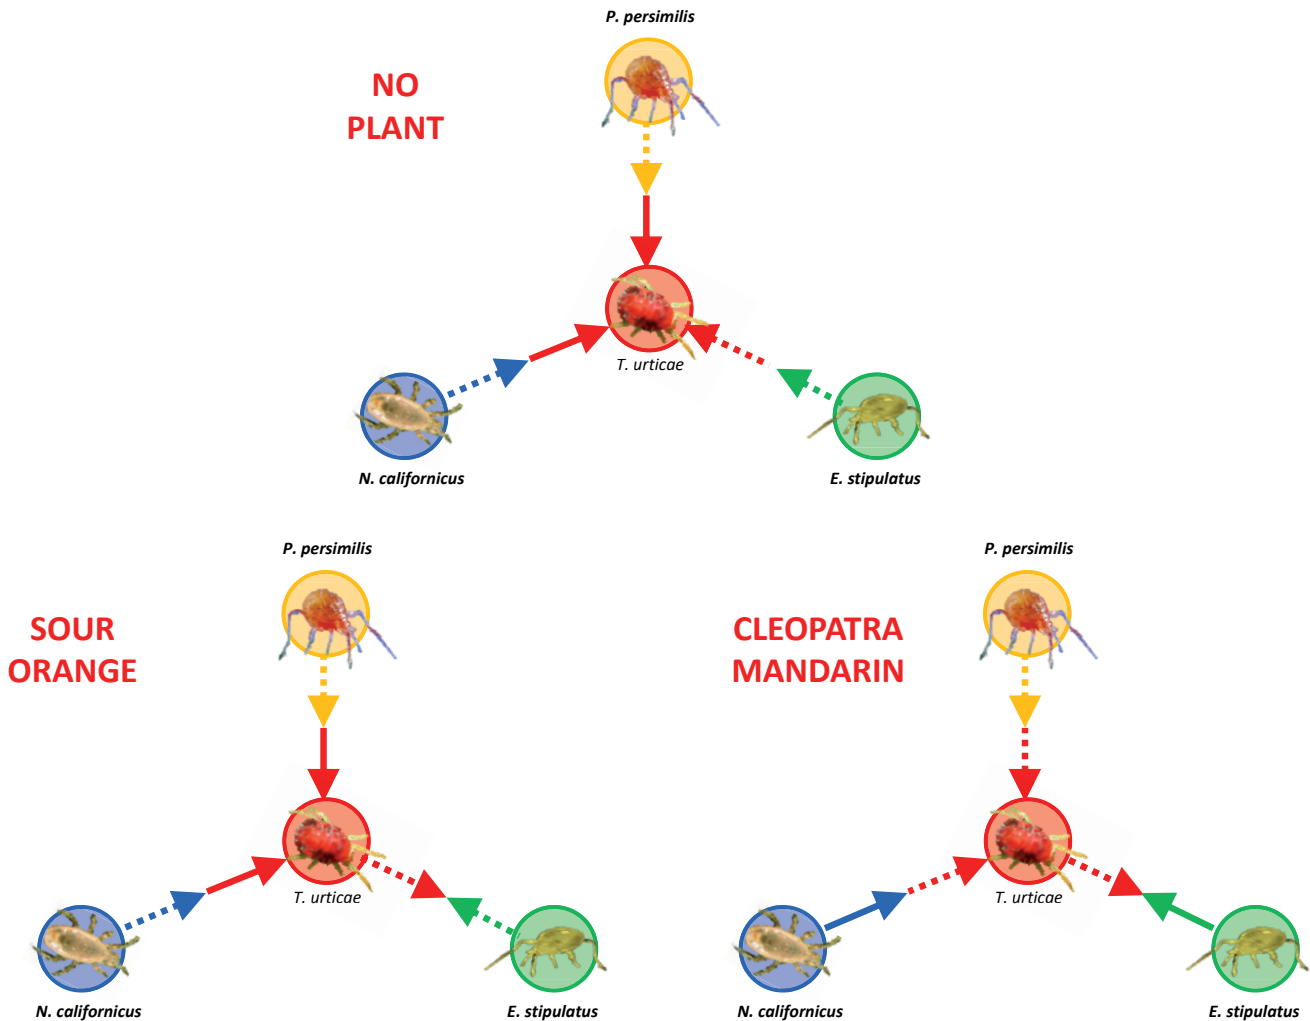 P. persimilis
NO
PLANT
T. urticae
N. californicus
E. stipulatus
P. persimilis
SOUR
ORANGE
T. urticae
N. californicus
E. stipulatus
P. persimilis
CLEOPATRA
MANDARIN
T. urticae
N. californicus
E. stipulatus